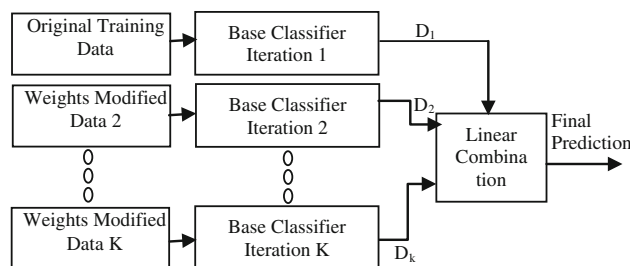 Original Training
Data
Base Classifier
Iteration 1
D1
Weights Modified
Data 2
Base Classifier
Iteration 2
D2
Linear
Combina
tion
Final
Prediction
Weights Modified
Data K
Base Classifier
Iteration K
Dk